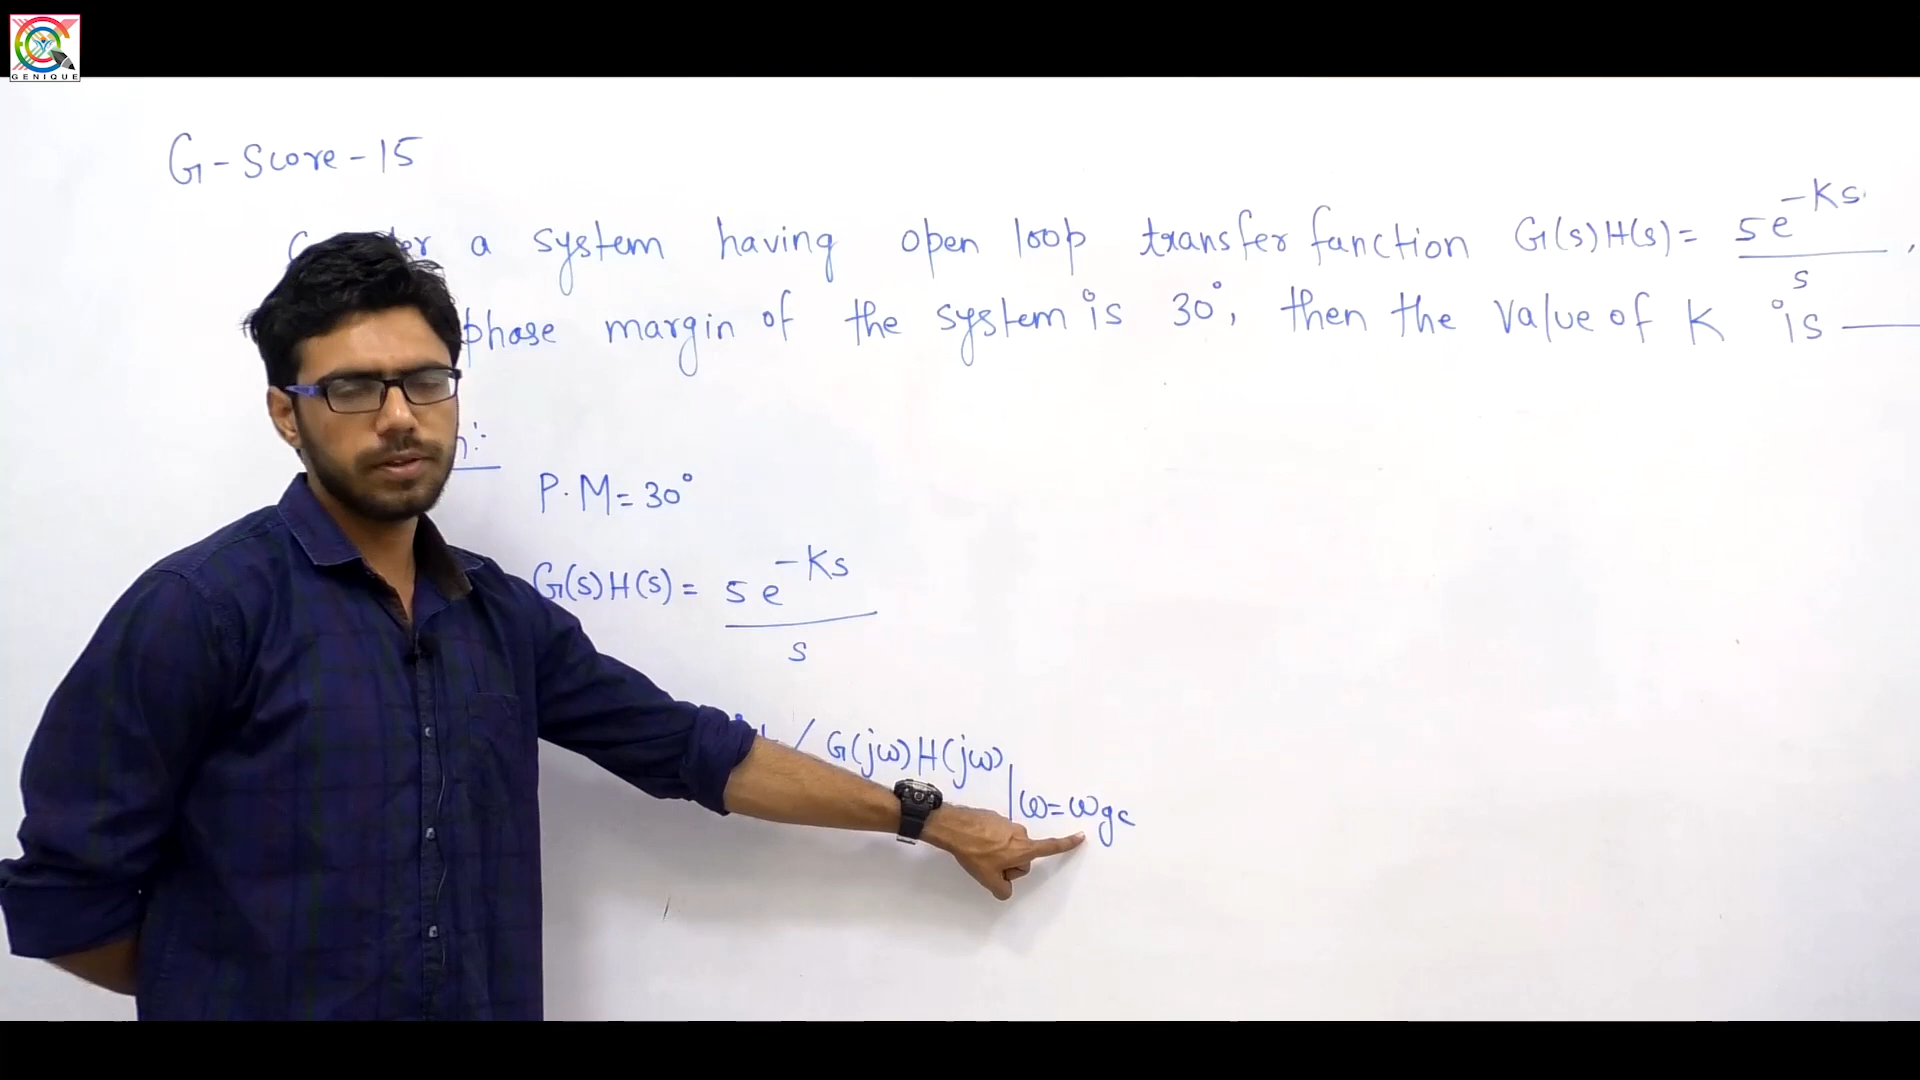 GENIQUE
G-Score-15
a system having open loop transfer function G(s)H(s)= 5e^-Ks / s ,
phase margin of the system is 30°, then the value of K is ——
P.M=30°
G(s)H(s) = 5e^-Ks / s
∠G(jω)H(jω)|ω=ωgc